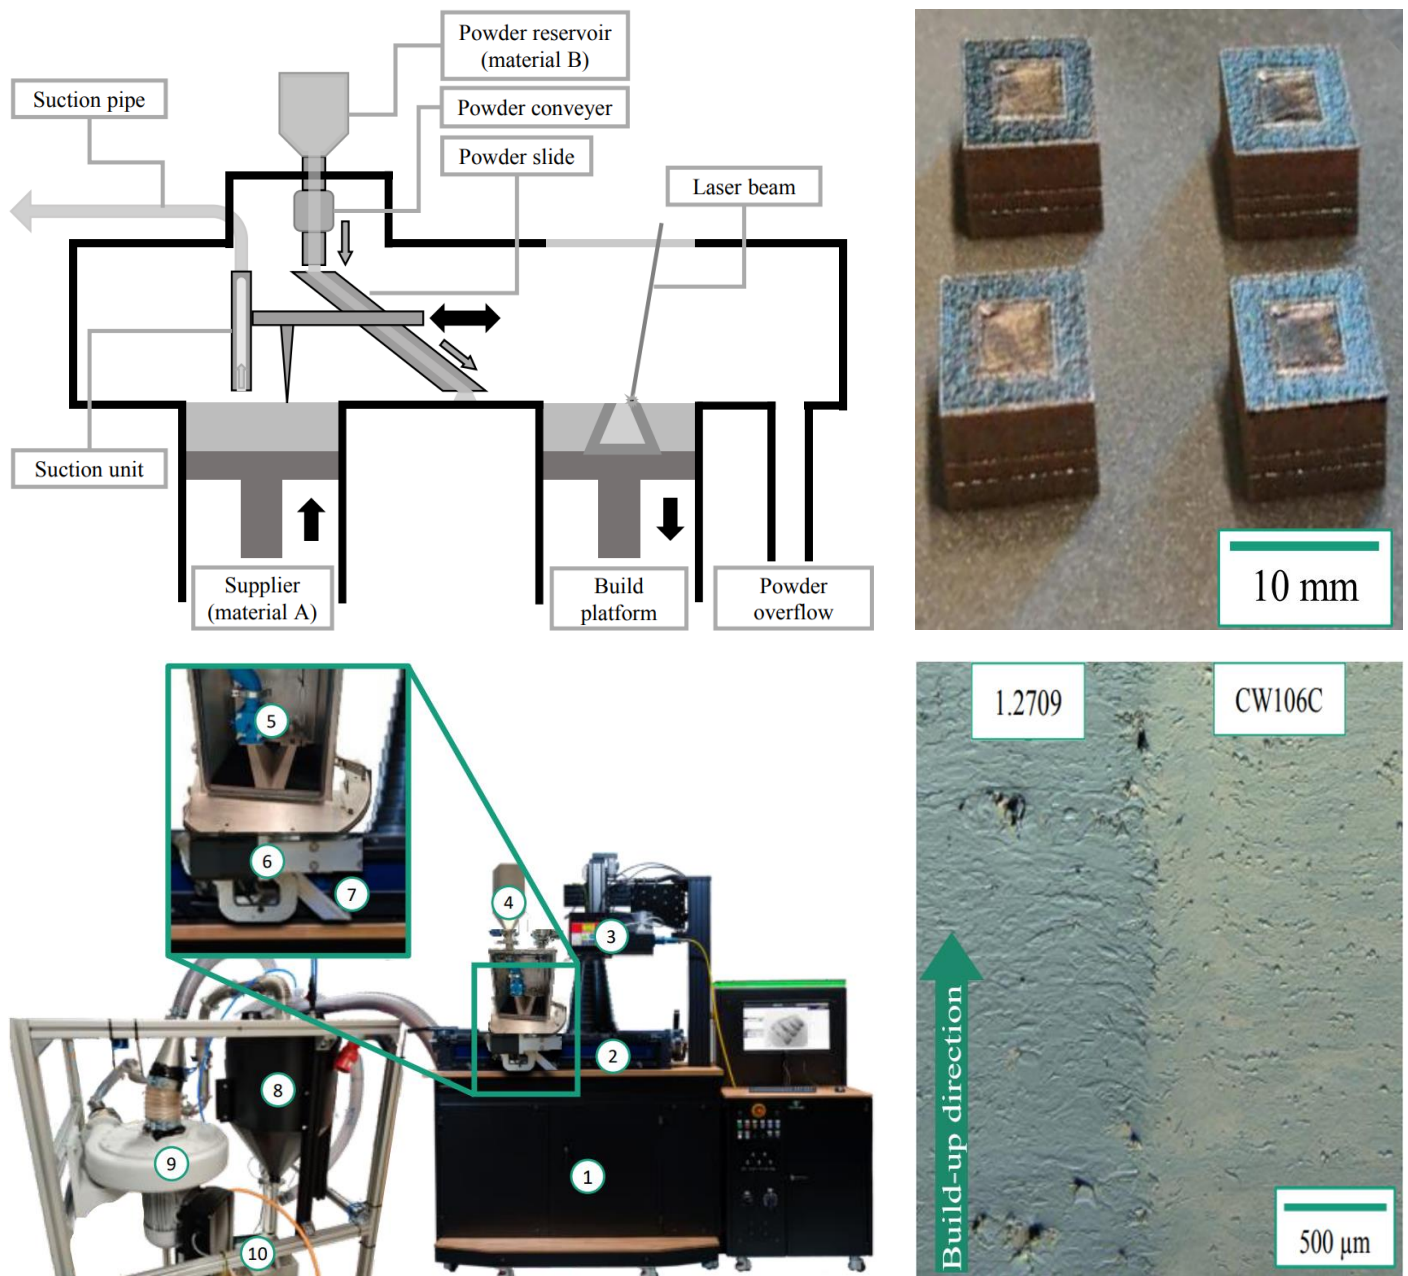 Powder reservoir
(material B)
Suction pipe
Powder conveyer
Powder slide
Laser beam
Suction unit
Supplier
(material A)
Build
platform
Powder
overflow
10 mm
5
6
7
4
3
2
8
9
1
10
1.2709
CW106C
Build-up direction
500 µm